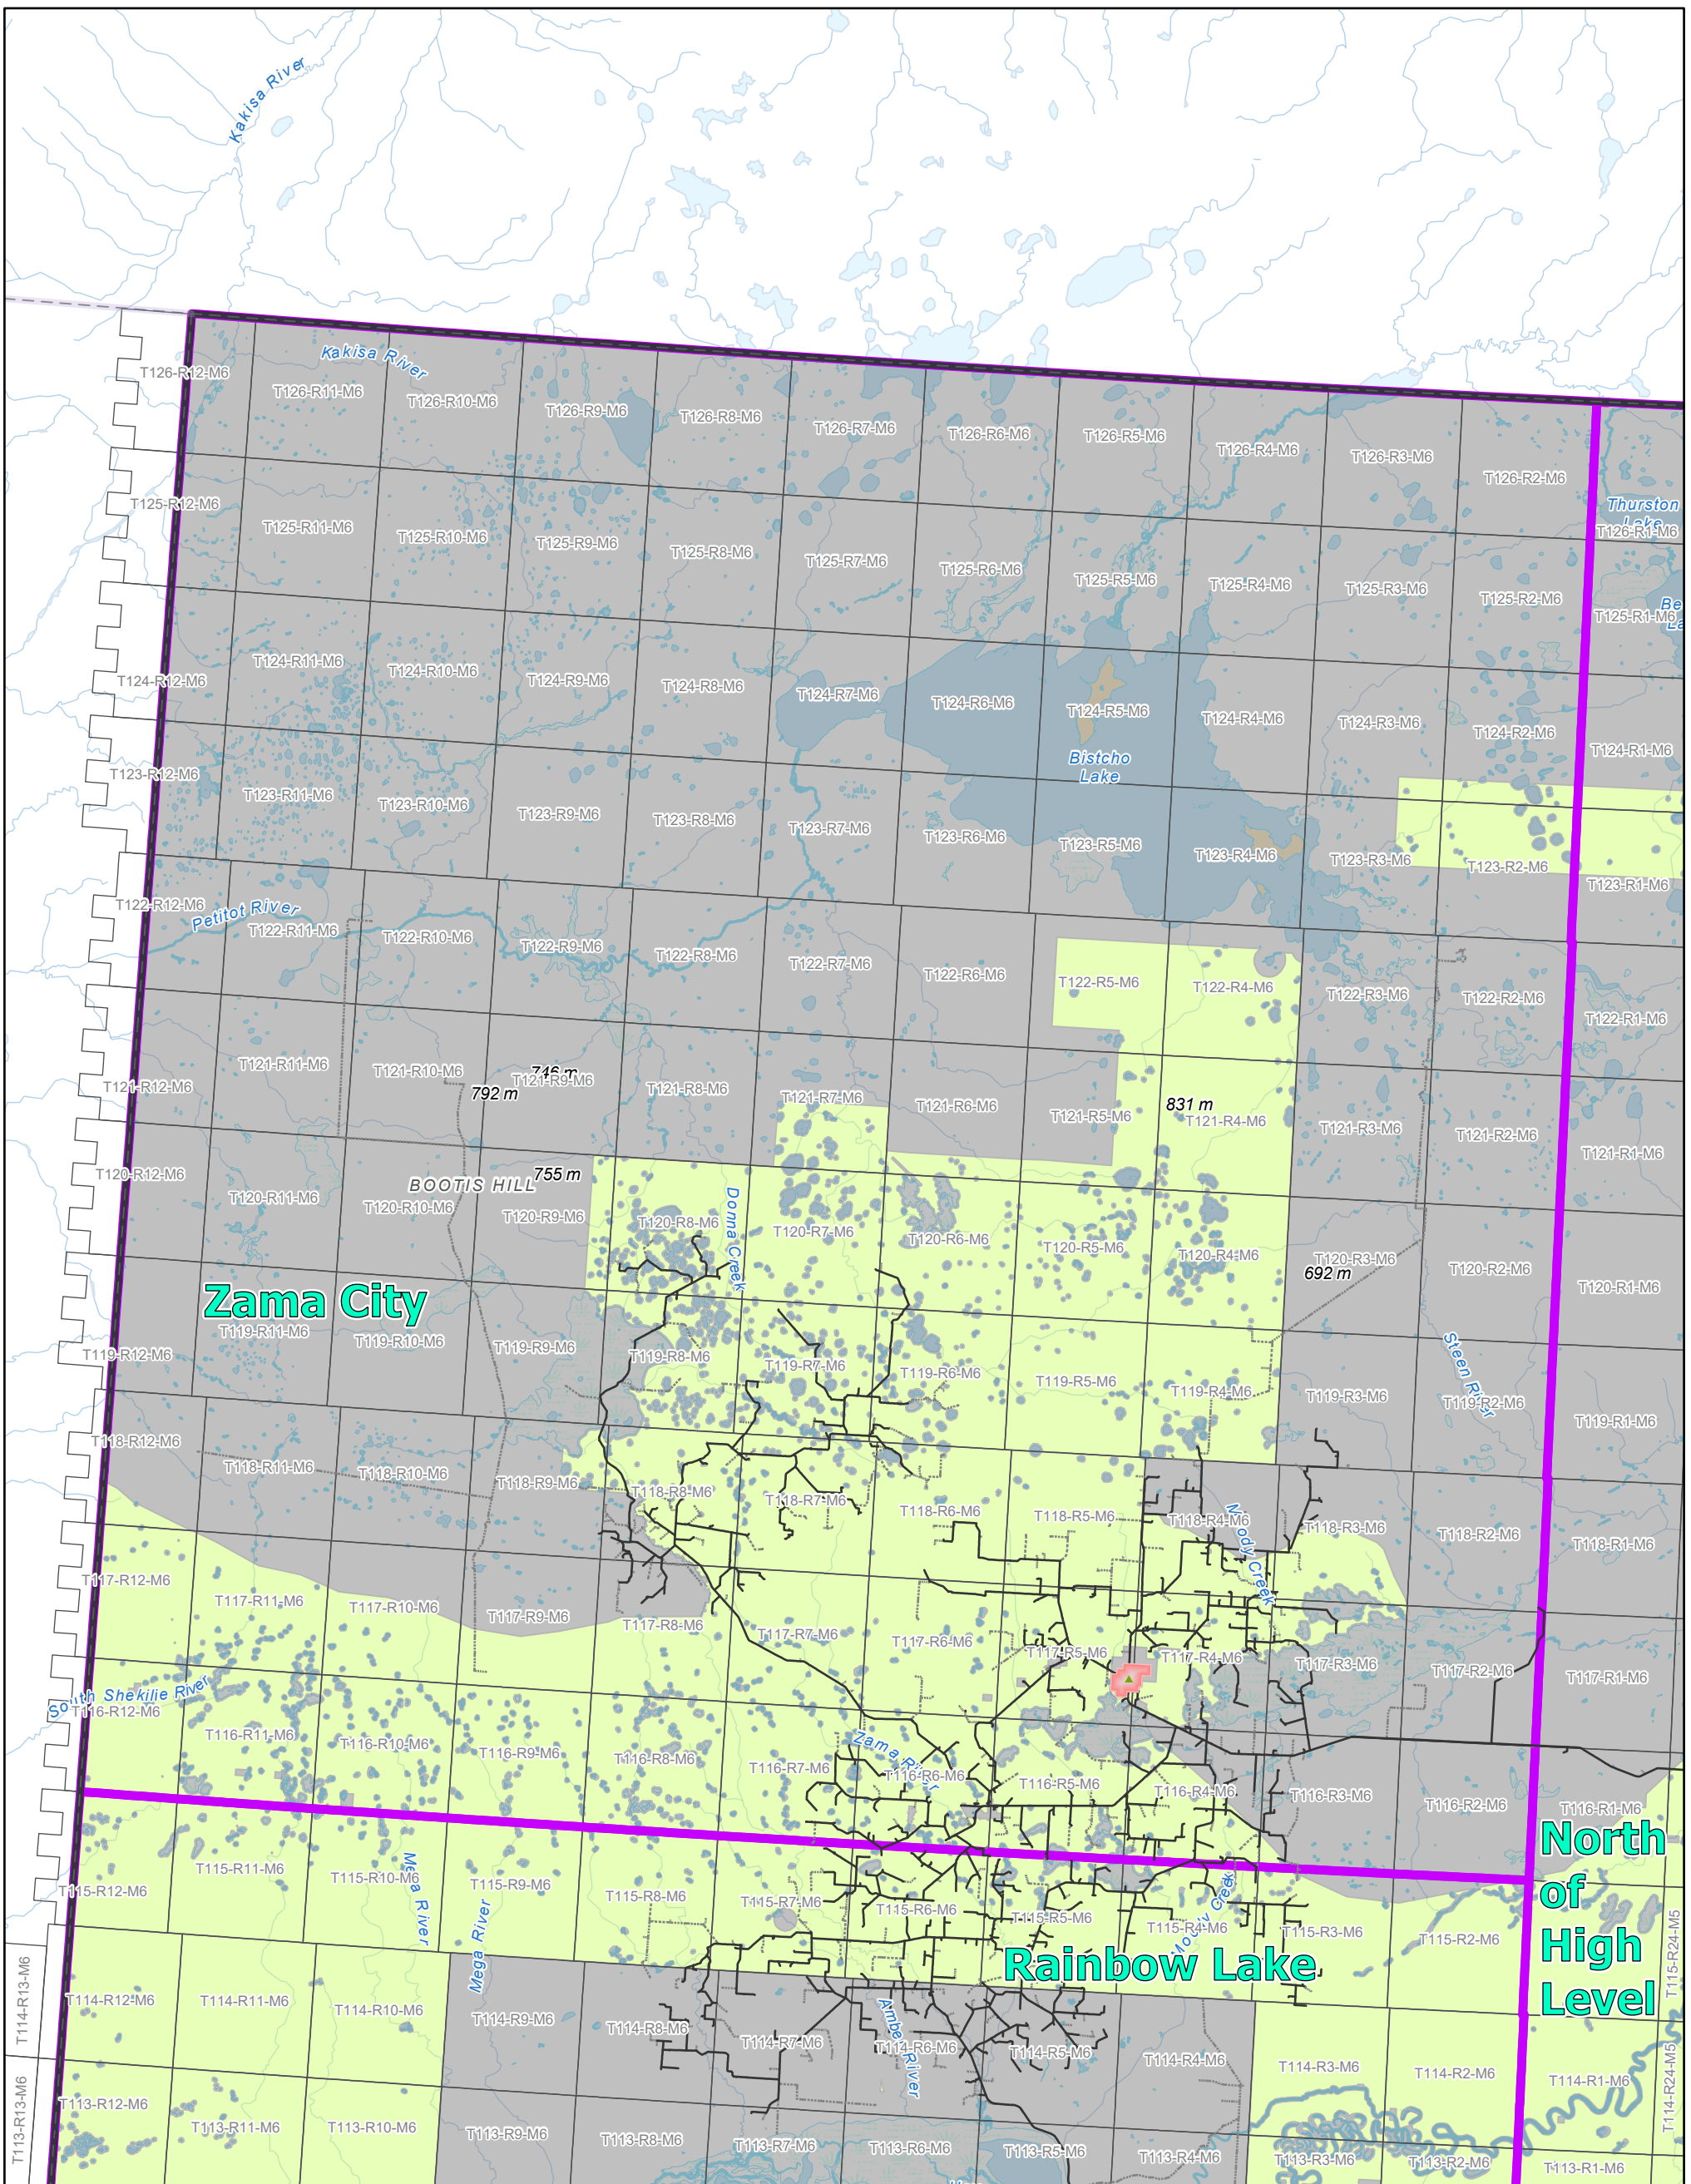 Kakisa River
Kakisa River
T126-R12-M6
T126-R11-M6
T126-R10-M6
T126-R9-M6
T126-R8-M6
T126-R7-M6
T126-R6-M6
T126-R5-M6
T126-R4-M6
T126-R3-M6
T126-R2-M6
Thurston
Lake
T126-R1-M6
T125-R12-M6
T125-R11-M6
T125-R10-M6
T125-R9-M6
T125-R8-M6
T125-R7-M6
T125-R6-M6
T125-R5-M6
T125-R4-M6
T125-R3-M6
T125-R2-M6
T125-R1-M6
Be
La
T124-R12-M6
T124-R11-M6
T124-R10-M6
T124-R9-M6
T124-R8-M6
T124-R7-M6
T124-R6-M6
T124-R5-M6
T124-R4-M6
T124-R3-M6
T124-R2-M6
T124-R1-M6
Bistcho
Lake
T123-R12-M6
T123-R11-M6
T123-R10-M6
T123-R9-M6
T123-R8-M6
T123-R7-M6
T123-R6-M6
T123-R5-M6
T123-R4-M6
T123-R3-M6
T123-R2-M6
T123-R1-M6
Petitot River
T122-R12-M6
T122-R11-M6
T122-R10-M6
T122-R9-M6
T122-R8-M6
T122-R7-M6
T122-R6-M6
T122-R5-M6
T122-R4-M6
T122-R3-M6
T122-R2-M6
T122-R1-M6
T121-R12-M6
T121-R11-M6
T121-R10-M6
746 m
T121-R9-M6
792 m
T121-R8-M6
T121-R7-M6
T121-R6-M6
T121-R5-M6
831 m
T121-R4-M6
T121-R3-M6
T121-R2-M6
T121-R1-M6
T120-R12-M6
T120-R11-M6
BOOTIS HILL
755 m
T120-R10-M6
T120-R9-M6
T120-R8-M6
Donna Creek
T120-R7-M6
T120-R6-M6
T120-R5-M6
T120-R4-M6
T120-R3-M6
692 m
T120-R2-M6
T120-R1-M6
Zama City
T119-R12-M6
T119-R11-M6
T119-R10-M6
T119-R9-M6
T119-R8-M6
T119-R7-M6
T119-R6-M6
T119-R5-M6
T119-R4-M6
T119-R3-M6
Steen River
T119-R2-M6
T119-R1-M6
T118-R12-M6
T118-R11-M6
T118-R10-M6
T118-R9-M6
T118-R8-M6
T118-R7-M6
T118-R6-M6
T118-R5-M6
T118-R4-M6
Moody Creek
T118-R3-M6
T118-R2-M6
T118-R1-M6
T117-R12-M6
T117-R11-M6
T117-R10-M6
T117-R9-M6
T117-R8-M6
T117-R7-M6
T117-R6-M6
T117-R5-M6
T117-R4-M6
T117-R3-M6
T117-R2-M6
T117-R1-M6
South Shekilie River
T116-R12-M6
T116-R11-M6
T116-R10-M6
T116-R9-M6
T116-R8-M6
T116-R7-M6
Zama River
T116-R6-M6
T116-R5-M6
T116-R4-M6
T116-R3-M6
T116-R2-M6
T116-R1-M6
North
of
High
Level
T115-R12-M6
T115-R11-M6
T115-R10-M6
Mega River
T115-R9-M6
Mega River
T115-R8-M6
T115-R7-M6
T115-R6-M6
T115-R5-M6
T115-R4-M6
Moody Creek
T115-R3-M6
T115-R2-M6
T115-R24-M5
Rainbow Lake
T114-R13-M6
T114-R12-M6
T114-R11-M6
T114-R10-M6
T114-R9-M6
T114-R8-M6
T114-R7-M6
Amber River
T114-R6-M6
T114-R5-M6
T114-R4-M6
T114-R3-M6
T114-R2-M6
T114-R1-M6
T114-R24-M5
T113-R13-M6
T113-R12-M6
T113-R11-M6
T113-R10-M6
T113-R9-M6
T113-R8-M6
T113-R7-M6
T113-R6-M6
T113-R5-M6
T113-R4-M6
T113-R3-M6
T113-R2-M6
T113-R1-M6